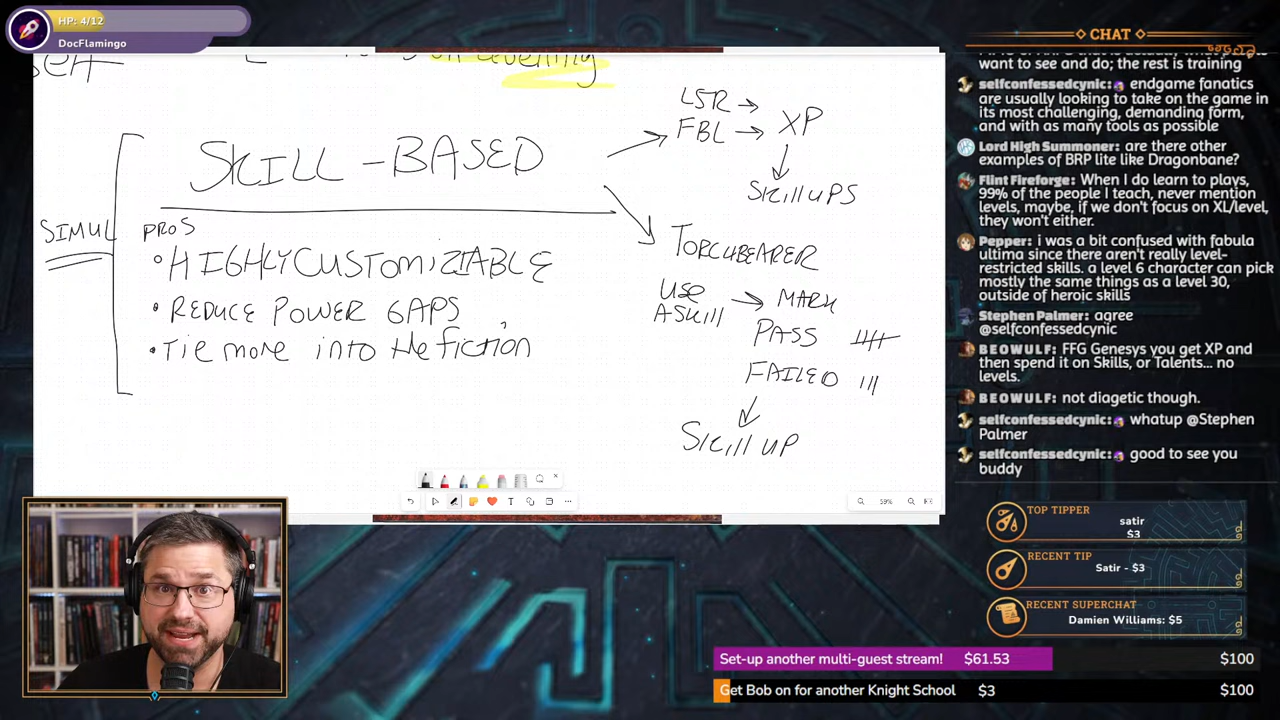 HP: 4/12
DocFlamingo
SKILL-BASED
SIMUL
PROS
• HIGHLY CUSTOMIZIABLE
• REDUCE POWER GAPS
• Tie more into the fiction
FBL → XP
SkillUPS
TORCHBEARER
USE A Skill → MARK
PASS
FAILED
Skill UP
59%
CHAT
want to see and do; the rest is training
selfconfessedcynic: endgame fanatics
are usually looking to take on the game in
its most challenging, demanding form,
and with as many tools as possible
Lord High Summoner: are there other
examples of BRP lite like Dragonbane?
Flint Fireforge: When I do learn to plays,
99% of the people I teach, never mention
levels, maybe, if we don't focus on XL/level,
they won't either.
Pepper: i was a bit confused with fabula
ultima since there aren't really level-
restricted skills. a level 6 character can pick
mostly the same things as a level 30,
outside of heroic skills
Stephen Palmer: agree
@selfconfessedcynic
BEOWULF: FFG Genesys you get XP and
then spend it on Skills, or Talents... no
levels.
BEOWULF: not diagetic though.
selfconfessedcynic: whatup @Stephen
Palmer
selfconfessedcynic: good to see you
buddy
TOP TIPPER
satir
$3
RECENT TIP
Satir - $3
RECENT SUPERCHAT
Damien Williams: $5
Set-up another multi-guest stream! $61.53 $100
Get Bob on for another Knight School $3 $100